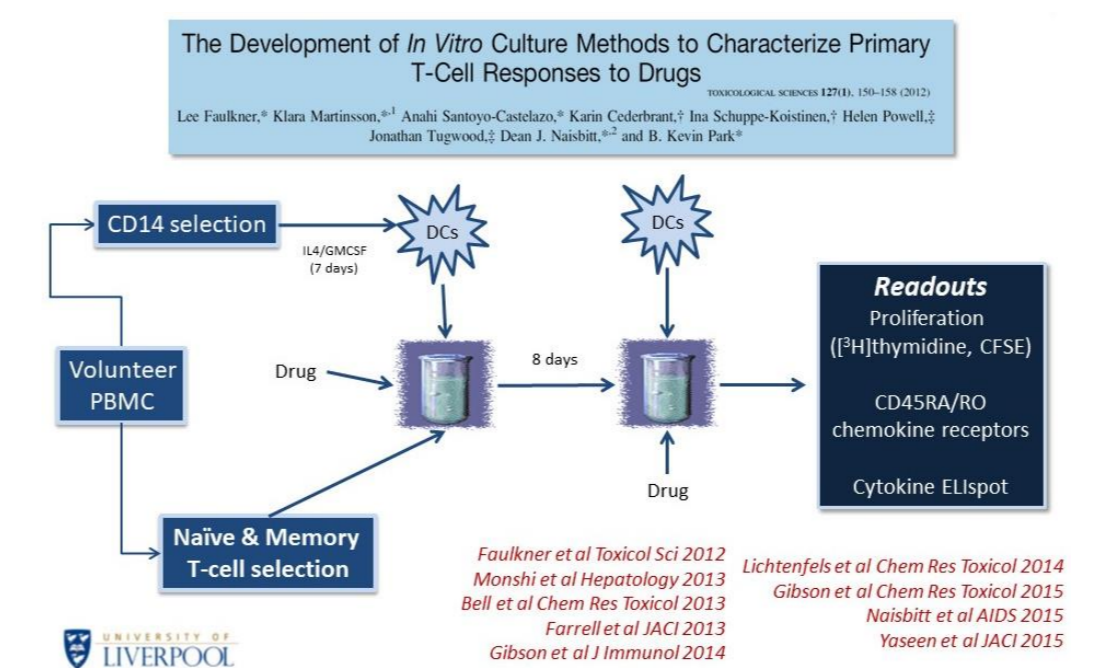 The Development of In Vitro Culture Methods to Characterize Primary
T-Cell Responses to Drugs
TOXICOLOGICAL SCIENCES 127(1), 150–158 (2012)
Lee Faulkner,* Klara Martinsson,*,1 Anahi Santoyo-Castelazo,* Karin Cederbrant,† Ina Schuppe-Koistinen,† Helen Powell,‡
Jonathan Tugwood,‡ Dean J. Naisbitt,*,2 and B. Kevin Park*
CD14 selection
IL4/GMCSF
(7 days)
DCs
DCs
Volunteer
PBMC
Drug
8 days
Drug
Naïve & Memory
T-cell selection
Readouts
Proliferation
([³H]thymidine, CFSE)
CD45RA/RO
chemokine receptors
Cytokine ELIspot
Faulkner et al Toxicol Sci 2012
Monshi et al Hepatology 2013
Bell et al Chem Res Toxicol 2013
Farrell et al JACI 2013
Gibson et al J Immunol 2014
Lichtenfels et al Chem Res Toxicol 2014
Gibson et al Chem Res Toxicol 2015
Naisbitt et al AIDS 2015
Yaseen et al JACI 2015
UNIVERSITY OF
LIVERPOOL